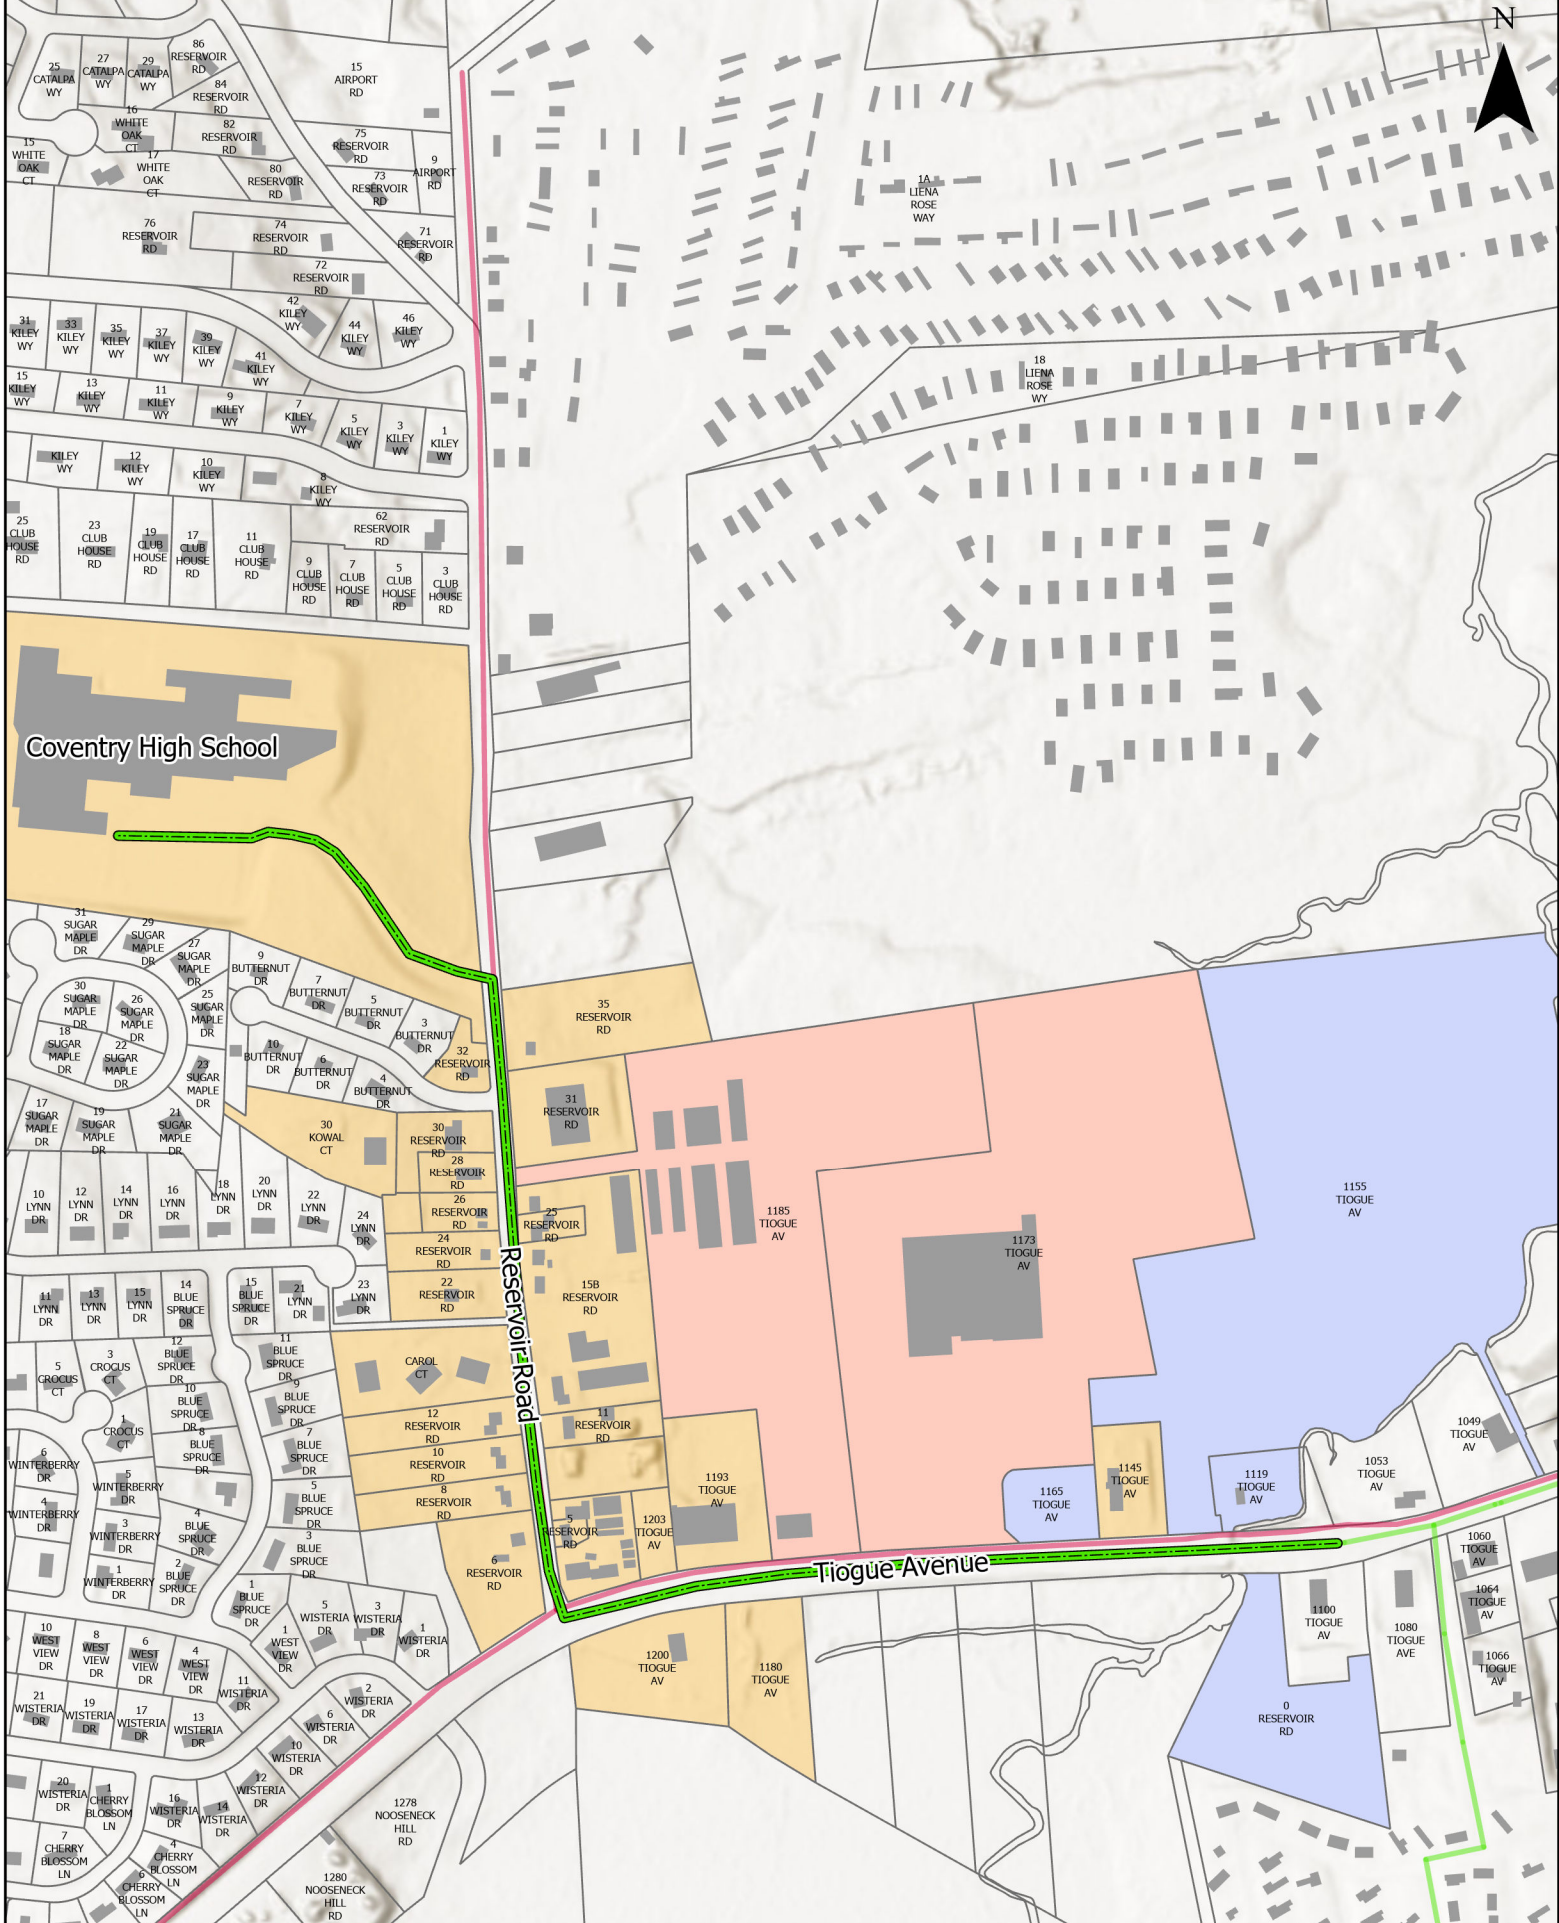 N
25
CATALPA
WY
27
CATALPA
WY
29
CATALPA
WY
86
RESERVOIR
RD
84
RESERVOIR
RD
15
AIRPORT
RD
16
WHITE
OAK
CT
82
RESERVOIR
RD
75
RESERVOIR
RD
15
WHITE
OAK
CT
17
WHITE
OAK
CT
80
RESERVOIR
RD
73
RESERVOIR
RD
9
AIRPORT
RD
1A
LIENA
ROSE
WAY
76
RESERVOIR
RD
74
RESERVOIR
RD
71
RESERVOIR
RD
72
RESERVOIR
RD
42
KILEY
WY
44
KILEY
WY
46
KILEY
WY
31
KILEY
WY
33
KILEY
WY
35
KILEY
WY
37
KILEY
WY
39
KILEY
WY
41
KILEY
WY
18
LIENA
ROSE
WY
15
KILEY
WY
13
KILEY
WY
11
KILEY
WY
9
KILEY
WY
7
KILEY
WY
5
KILEY
WY
3
KILEY
WY
1
KILEY
WY
KILEY
WY
12
KILEY
WY
10
KILEY
WY
8
KILEY
WY
62
RESERVOIR
RD
25
CLUB
HOUSE
RD
23
CLUB
HOUSE
RD
19
CLUB
HOUSE
RD
17
CLUB
HOUSE
RD
11
CLUB
HOUSE
RD
9
CLUB
HOUSE
RD
7
CLUB
HOUSE
RD
5
CLUB
HOUSE
RD
3
CLUB
HOUSE
RD
Coventry High School
31
SUGAR
MAPLE
DR
29
SUGAR
MAPLE
DR
27
SUGAR
MAPLE
DR
9
BUTTERNUT
DR
7
BUTTERNUT
DR
5
BUTTERNUT
DR
3
BUTTERNUT
DR
30
SUGAR
MAPLE
DR
26
SUGAR
MAPLE
DR
25
SUGAR
MAPLE
DR
18
SUGAR
MAPLE
DR
22
SUGAR
MAPLE
DR
23
SUGAR
MAPLE
DR
10
BUTTERNUT
DR
6
BUTTERNUT
DR
4
BUTTERNUT
DR
32
RESERVOIR
RD
35
RESERVOIR
RD
31
RESERVOIR
RD
17
SUGAR
MAPLE
DR
19
SUGAR
MAPLE
DR
21
SUGAR
MAPLE
DR
30
KOWAL
CT
30
RESERVOIR
RD
28
RESERVOIR
RD
26
RESERVOIR
RD
24
RESERVOIR
RD
22
RESERVOIR
RD
25
RESERVOIR
RD
15B
RESERVOIR
RD
10
LYNN
DR
12
LYNN
DR
14
LYNN
DR
16
LYNN
DR
18
LYNN
DR
20
LYNN
DR
22
LYNN
DR
24
LYNN
DR
1185
TIOGUE
AV
1173
TIOGUE
AV
1155
TIOGUE
AV
11
LYNN
DR
13
LYNN
DR
15
LYNN
DR
14
BLUE
SPRUCE
DR
15
BLUE
SPRUCE
DR
21
LYNN
DR
23
LYNN
DR
Reservoir Road
5
CROCUS
CT
3
CROCUS
CT
12
BLUE
SPRUCE
DR
11
BLUE
SPRUCE
DR
CAROL
CT
10
BLUE
SPRUCE
DR
9
BLUE
SPRUCE
DR
1
CROCUS
CT
8
BLUE
SPRUCE
DR
7
BLUE
SPRUCE
DR
12
RESERVOIR
RD
10
RESERVOIR
RD
8
RESERVOIR
RD
11
RESERVOIR
RD
6
WINTERBERRY
DR
5
WINTERBERRY
DR
5
BLUE
SPRUCE
DR
4
WINTERBERRY
DR
3
WINTERBERRY
DR
4
BLUE
SPRUCE
DR
3
BLUE
SPRUCE
DR
1
WINTERBERRY
DR
2
BLUE
SPRUCE
DR
1
BLUE
SPRUCE
DR
6
RESERVOIR
RD
5
RESERVOIR
RD
1203
TIOGUE
AV
1193
TIOGUE
AV
1165
TIOGUE
AV
1145
TIOGUE
AV
1119
TIOGUE
AV
1053
TIOGUE
AV
1049
TIOGUE
AV
Tiogue Avenue
1060
TIOGUE
AV
1064
TIOGUE
AV
1066
TIOGUE
AV
1100
TIOGUE
AV
1080
TIOGUE
AVE
0
RESERVOIR
RD
1200
TIOGUE
AV
1180
TIOGUE
AV
10
WEST
VIEW
DR
8
WEST
VIEW
DR
6
WEST
VIEW
DR
4
WEST
VIEW
DR
1
WEST
VIEW
DR
5
WISTERIA
DR
3
WISTERIA
DR
1
WISTERIA
DR
11
WISTERIA
DR
2
WISTERIA
DR
21
WISTERIA
DR
19
WISTERIA
DR
17
WISTERIA
DR
13
WISTERIA
DR
6
WISTERIA
DR
10
WISTERIA
DR
12
WISTERIA
DR
20
WISTERIA
DR
1
CHERRY
BLOSSOM
LN
16
WISTERIA
DR
14
WISTERIA
DR
7
CHERRY
BLOSSOM
LN
4
CHERRY
BLOSSOM
LN
6
CHERRY
BLOSSOM
LN
1278
NOOSENECK
HILL
RD
1280
NOOSENECK
HILL
RD